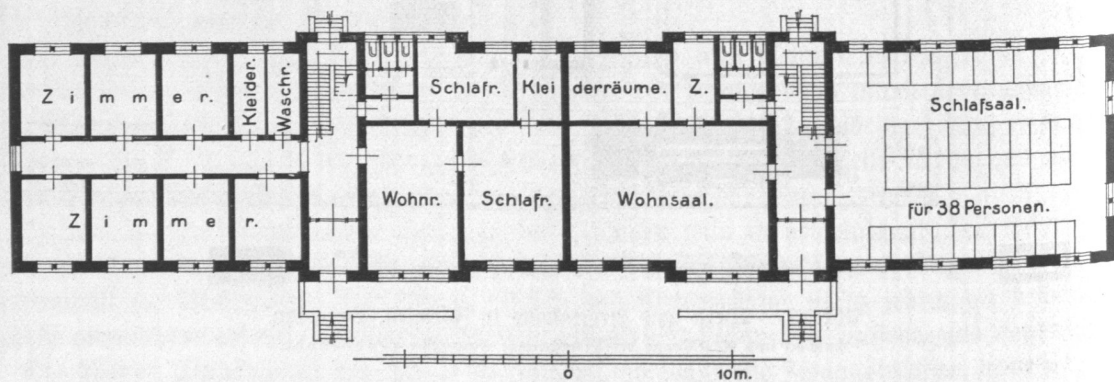 Zimmer.
Kleider.
Waschr.
Schlafr.
Kleiderräume.
Z.
Schlafsaal.
Zimmer.
Wohnr.
Schlafr.
Wohnsaal.
für 38 Personen.
0
10m.